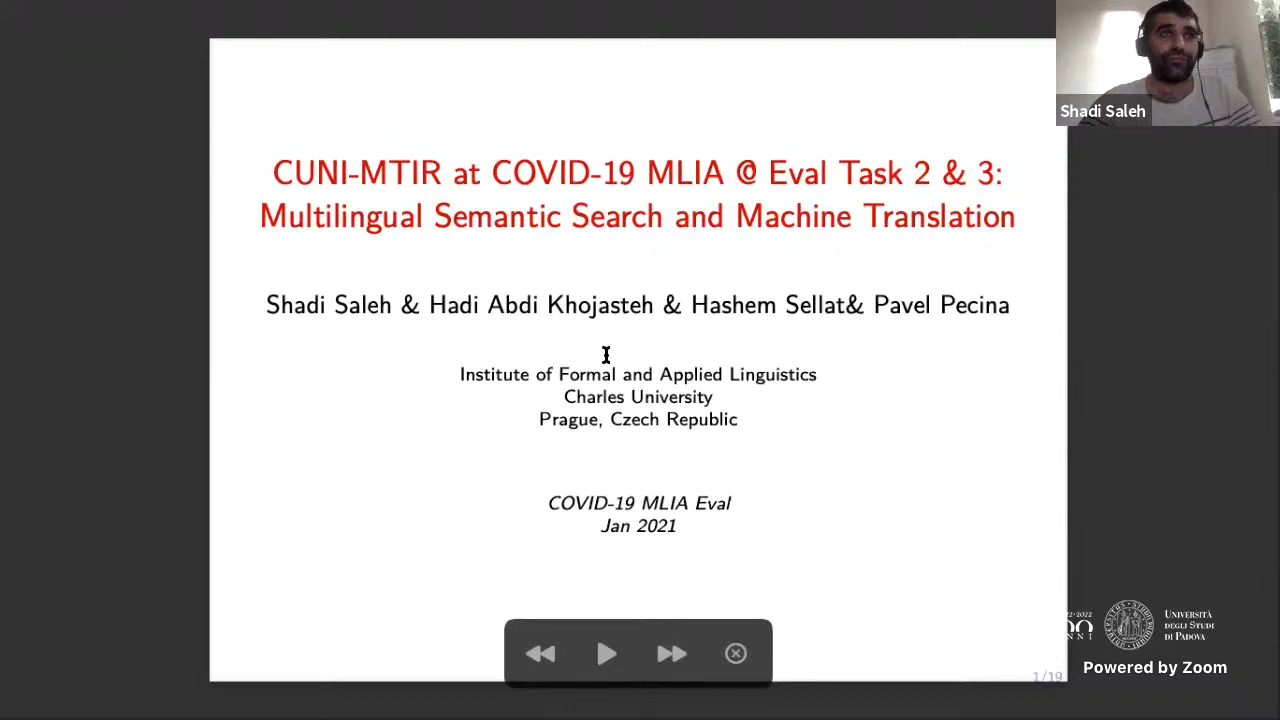 Shadi Saleh
CUNI-MTIR at COVID-19 MLIA @ Eval Task 2 & 3:
Multilingual Semantic Search and Machine Translation
Shadi Saleh & Hadi Abdi Khojasteh & Hashem Sellat& Pavel Pecina
Institute of Formal and Applied Linguistics
Charles University
Prague, Czech Republic
COVID-19 MLIA Eval
Jan 2021
UNIVERSITÀ
DEGLI STUDI
DI PADOVA
Powered by Zoom
1/19